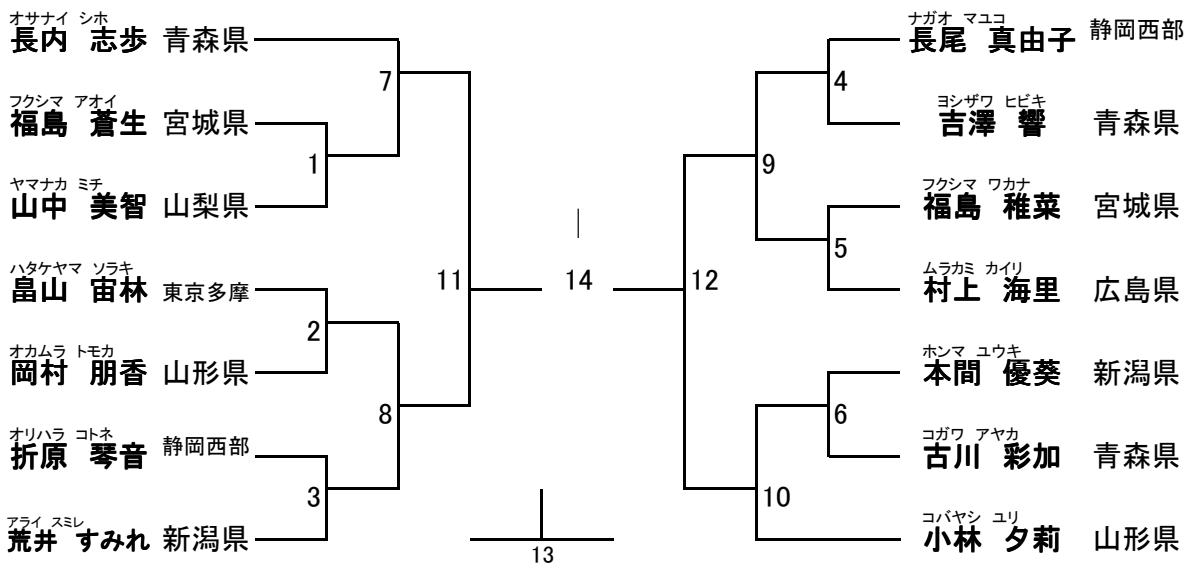 オサナイ シホ
長内 志歩 青森県
7
フクシマ アオイ
福島 蒼生 宮城県
1
ヤマナカ ミチ
山中 美智 山梨県
ハタケヤマ ソラキ
畠山 宙林 東京多摩
2
オカムラ トモカ
岡村 朋香 山形県
8
オリハラ コトネ
折原 琴音 静岡西部
3
アライ スミレ
荒井 すみれ 新潟県
11
14
13
12
ナガオ マユコ
長尾 真由子 静岡西部
4
ヨシザワ ヒビキ
吉澤 響 青森県
9
フクシマ ワカナ
福島 稚菜 宮城県
5
ムラカミ カイリ
村上 海里 広島県
ホンマ ユウキ
本間 優葵 新潟県
6
コガワ アヤカ
古川 彩加 青森県
10
コバヤシ ユリ
小林 夕莉 山形県